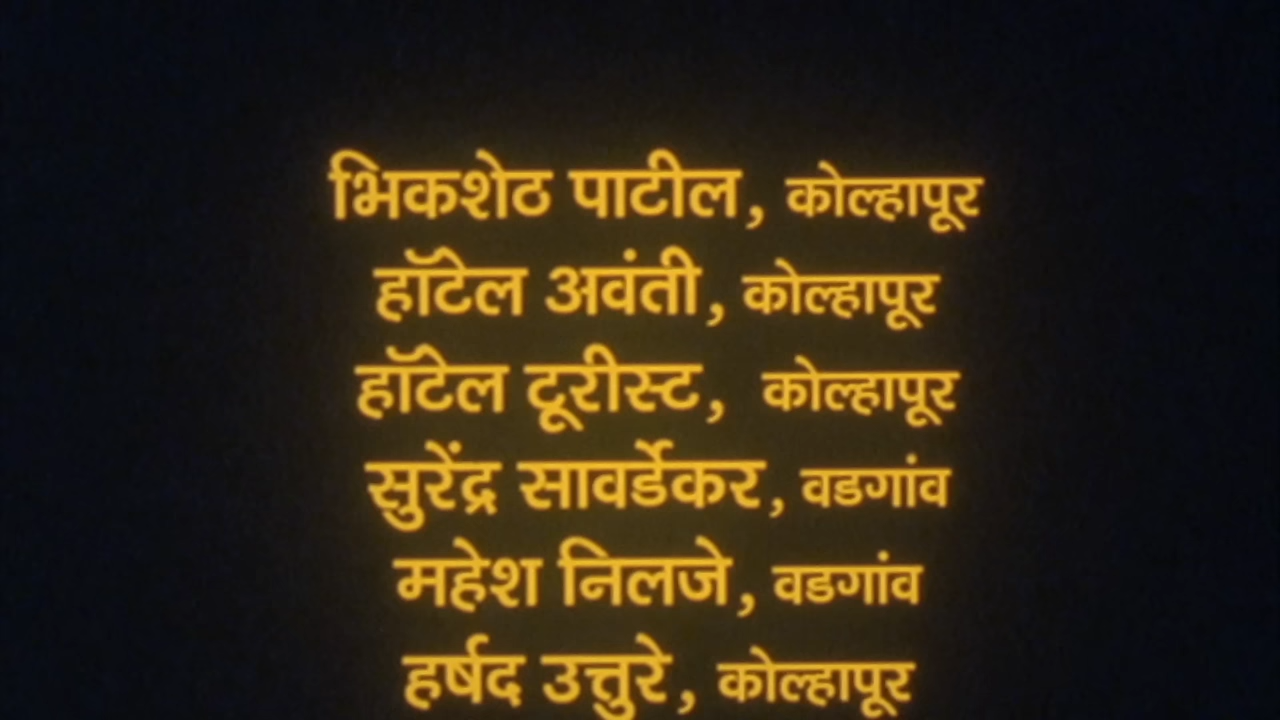 भिकशेठ पाटील, कोल्हापूर
हॉटेल अवंती, कोल्हापूर
हॉटेल टूरीस्ट, कोल्हापूर
सुरेंद्र सावर्डेकर, वडगांव
महेश निलजे, वडगांव
हर्षद उत्तुरे, कोल्हापूर